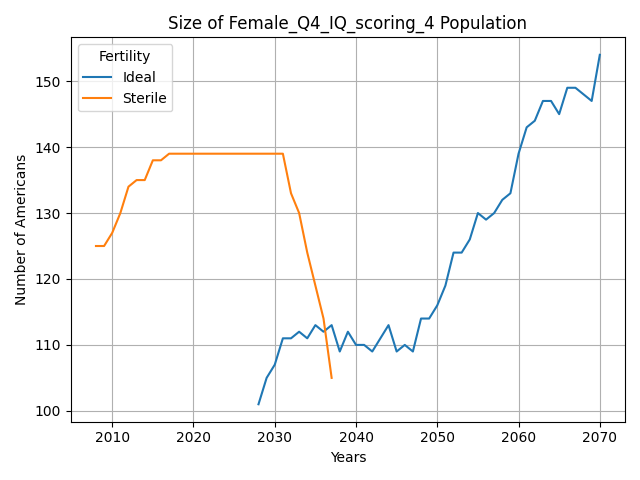 Size of Female_Q4_IQ_scoring_4 Population
Fertility
Ideal
Sterile
Number of Americans
150
140
130
120
110
100
2010 2020 2030 2040 2050 2060 2070
Years